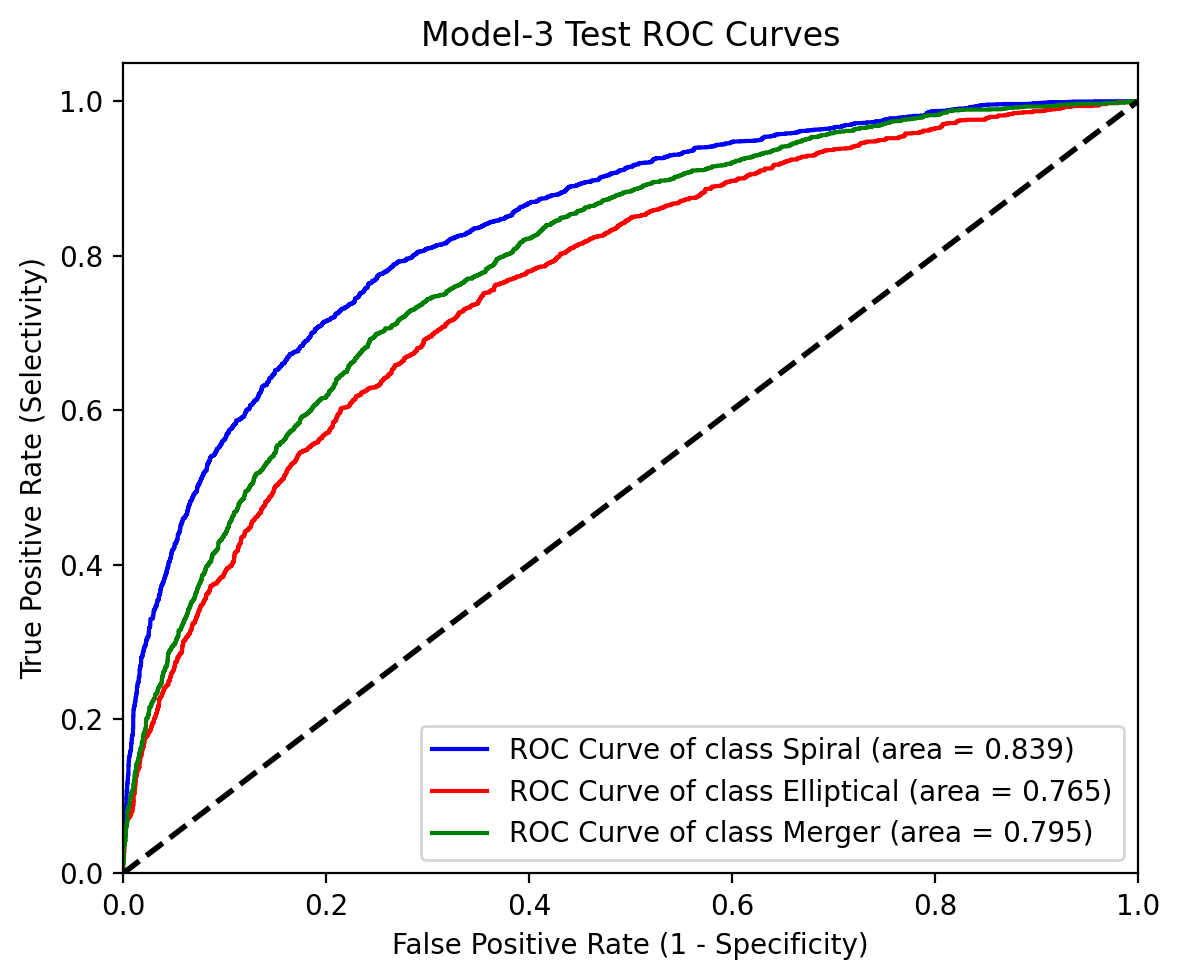 Model-3 Test ROC Curves
True Positive Rate (Selectivity)
1.0
0.8
0.6
0.4
0.2
0.0
ROC Curve of class Spiral (area = 0.839)
ROC Curve of class Elliptical (area = 0.765)
ROC Curve of class Merger (area = 0.795)
0.0 0.2 0.4 0.6 0.8 1.0
False Positive Rate (1 - Specificity)